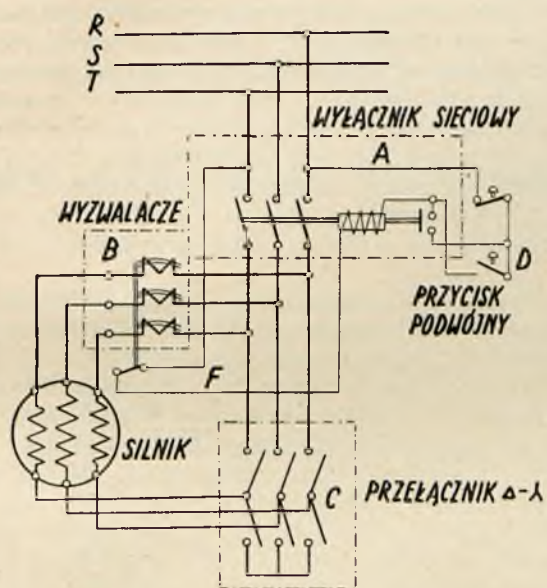 R
S
T
WYŁĄCZNIK SIECIOWY
A
WYZWALACZE
B
D
PRZYCISK
PODWÓJNY
F
SILNIK
C
PRZEŁĄCZNIK Δ-⅄